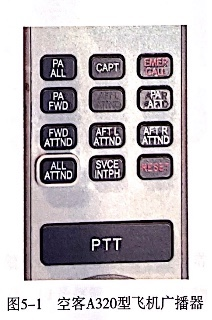 PA ALL
CAPT
EMER CALL
PA FWD
PA AFTD
FWD ATTND
AFT L ATTND
AFT R ATTND
ALL ATTND
SVCE INTPH
RESET
PTT
图5-1 空客A320型飞机广播器